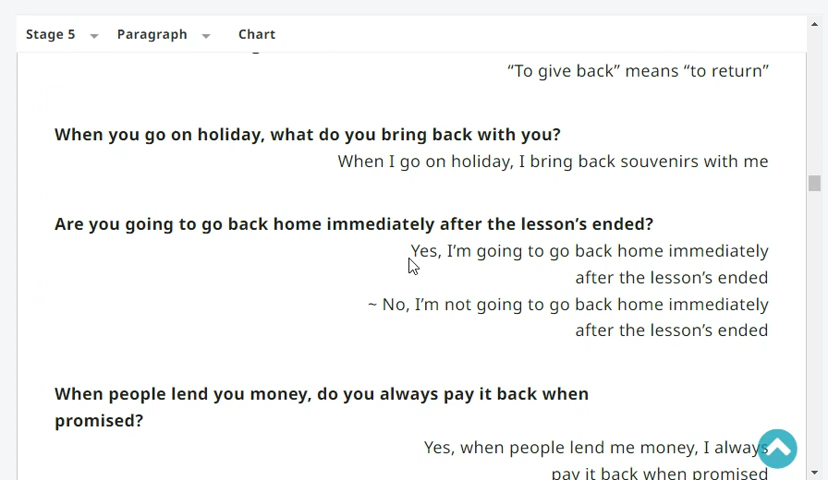 Stage 5 Paragraph Chart
“To give back” means “to return”
When you go on holiday, what do you bring back with you?
When I go on holiday, I bring back souvenirs with me
Are you going to go back home immediately after the lesson’s ended?
Yes, I’m going to go back home immediately
after the lesson’s ended
~ No, I’m not going to go back home immediately
after the lesson’s ended
When people lend you money, do you always pay it back when
promised?
Yes, when people lend me money, I always
pay it back when promised